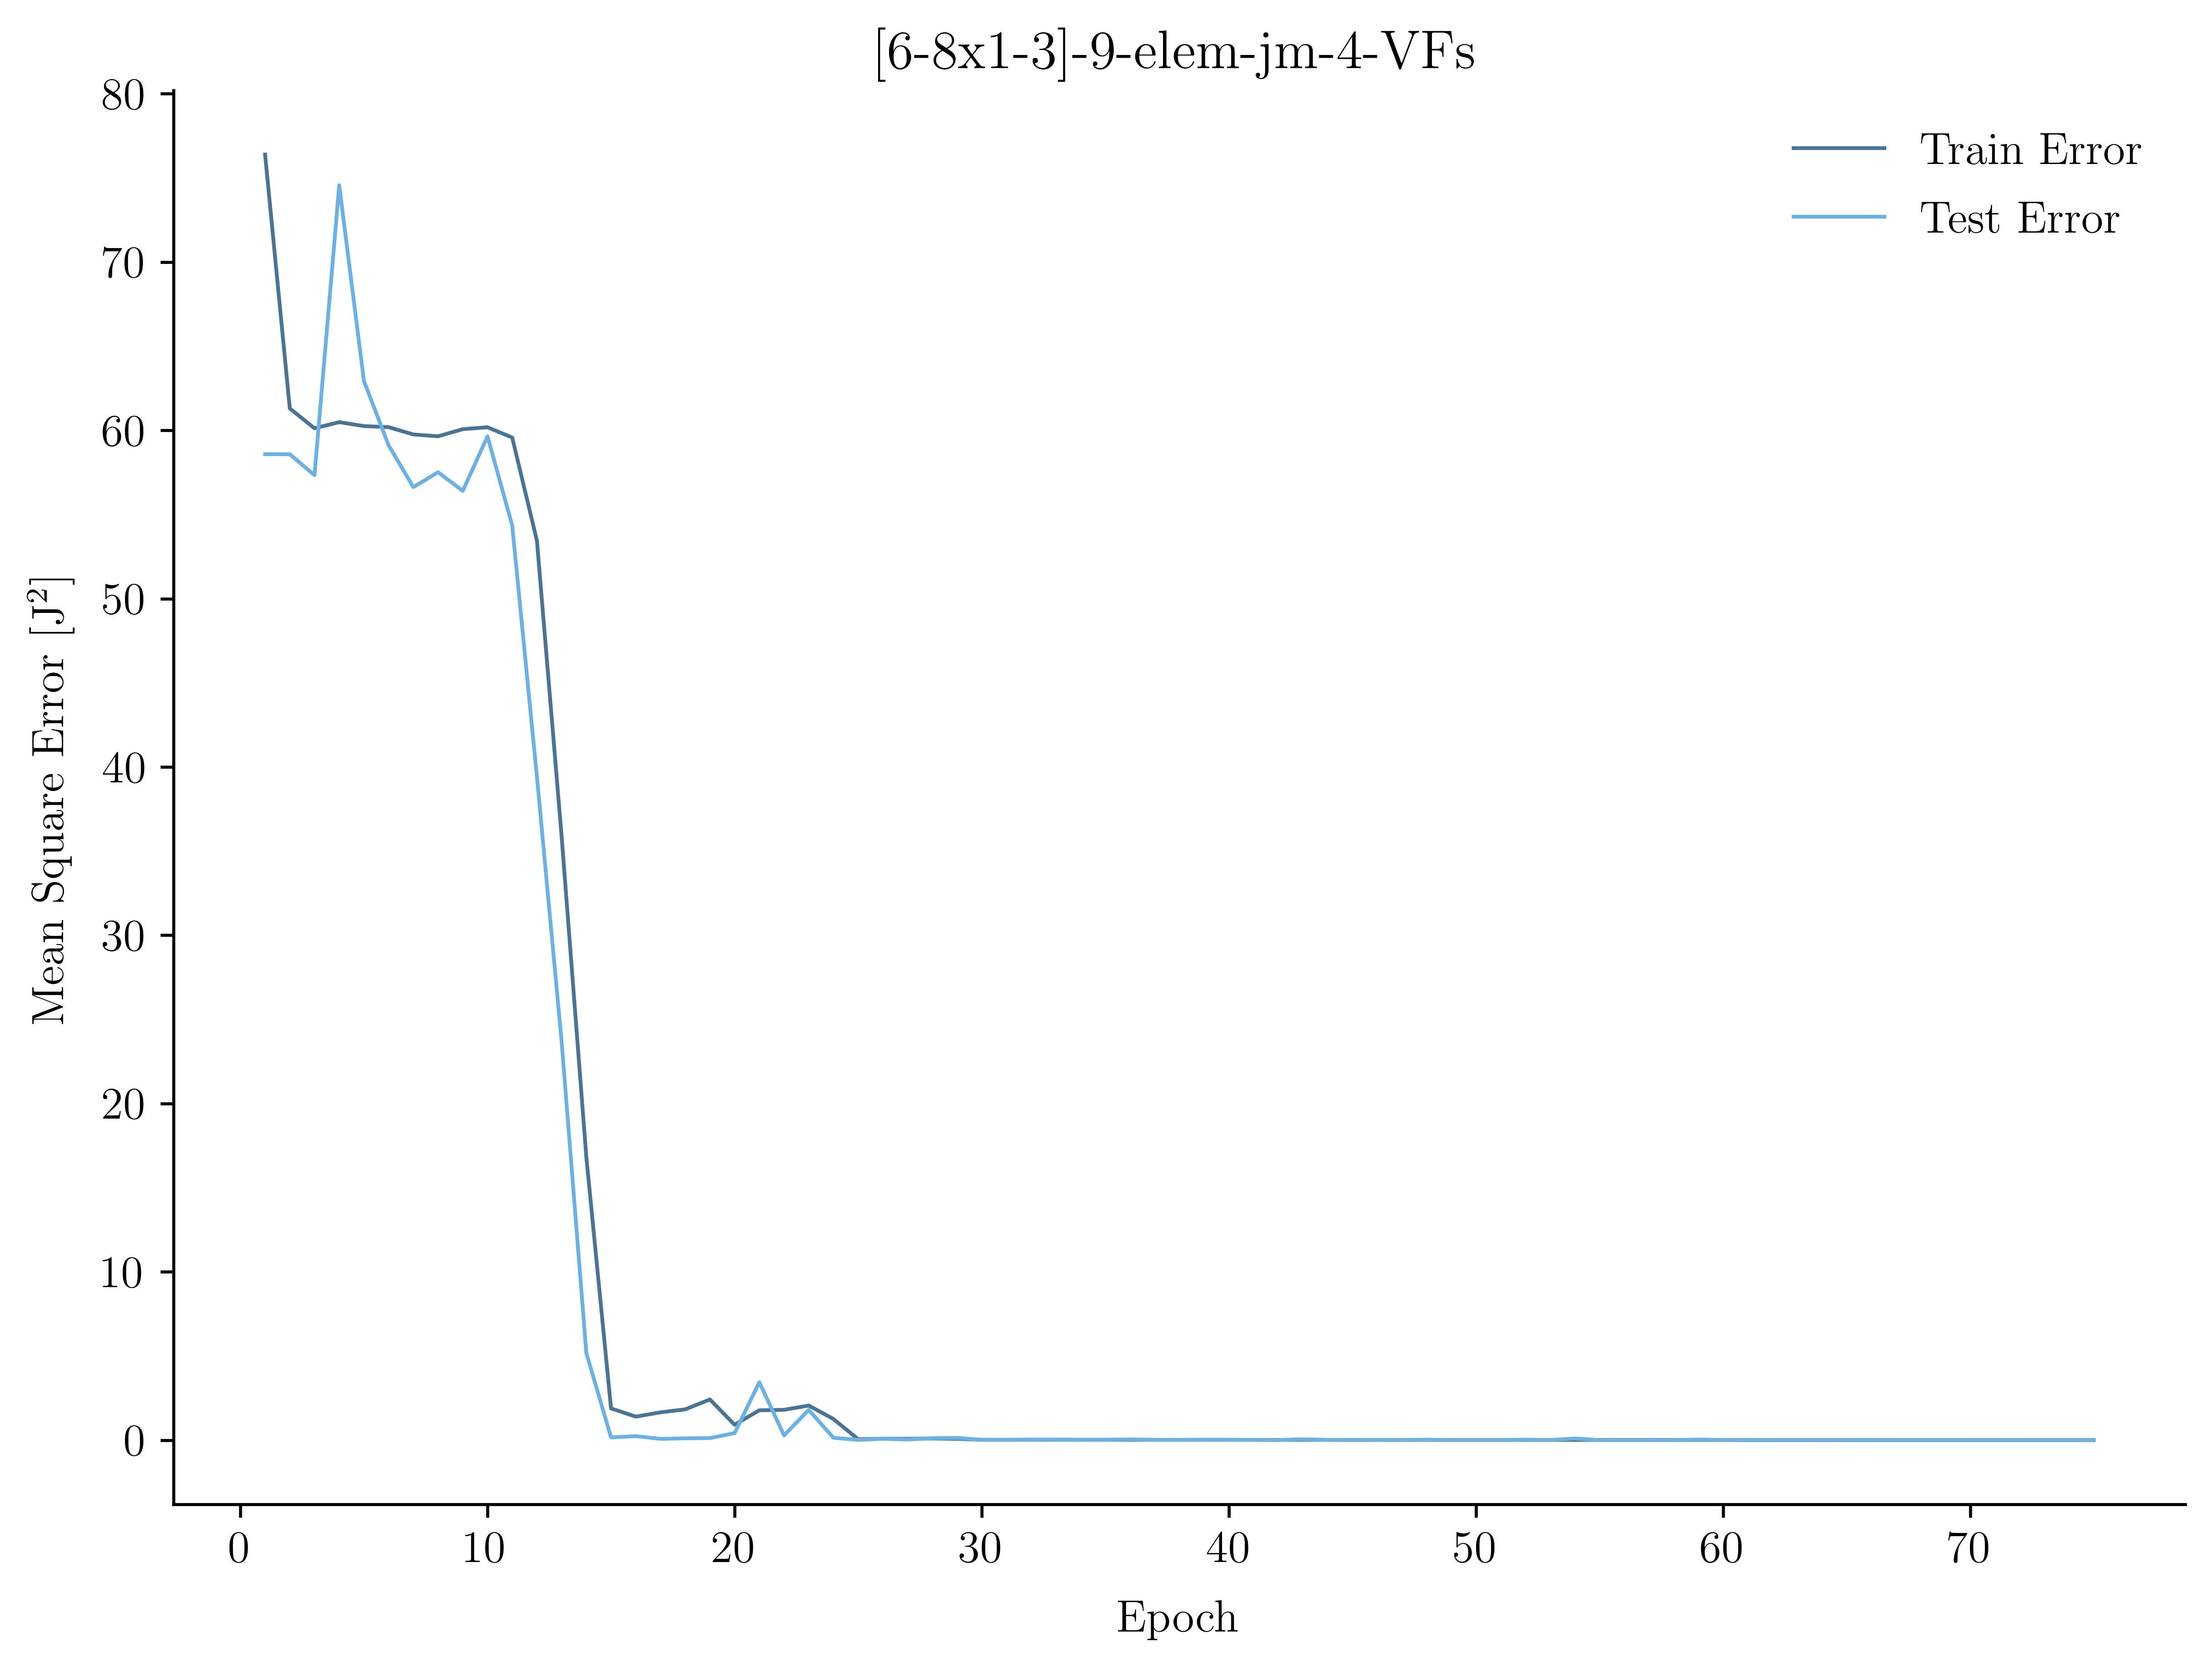 [6-8x1-3]-9-elem-jm-4-VFs
Train Error
Test Error
Mean Square Error [J²]
80
70
60
50
40
30
20
10
0
0 10 20 30 40 50 60 70
Epoch